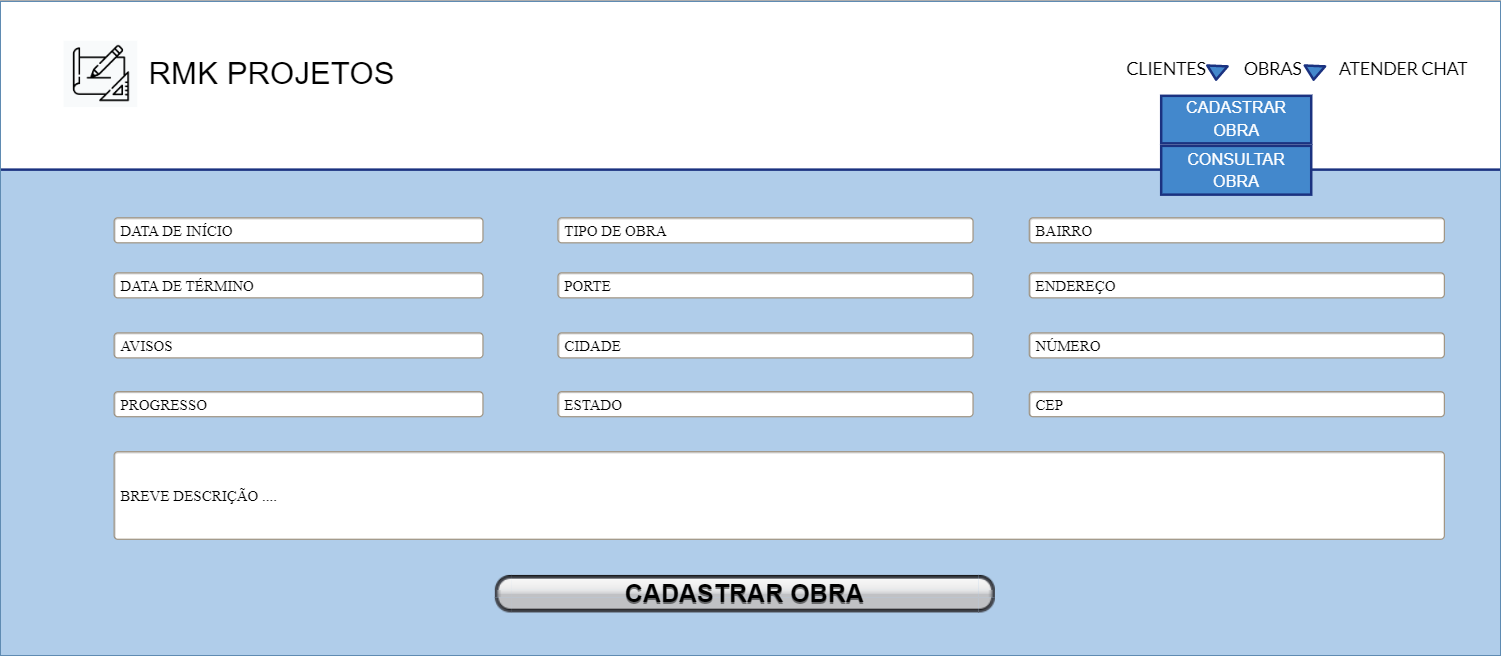 RMK PROJETOS
CLIENTES
OBRAS
ATENDER CHAT
CADASTRAR
OBRA
CONSULTAR
OBRA
DATA DE INÍCIO
TIPO DE OBRA
BAIRRO
DATA DE TÉRMINO
PORTE
ENDEREÇO
AVISOS
CIDADE
NÚMERO
PROGRESSO
ESTADO
CEP
BREVE DESCRIÇÃO ....
CADASTRAR OBRA